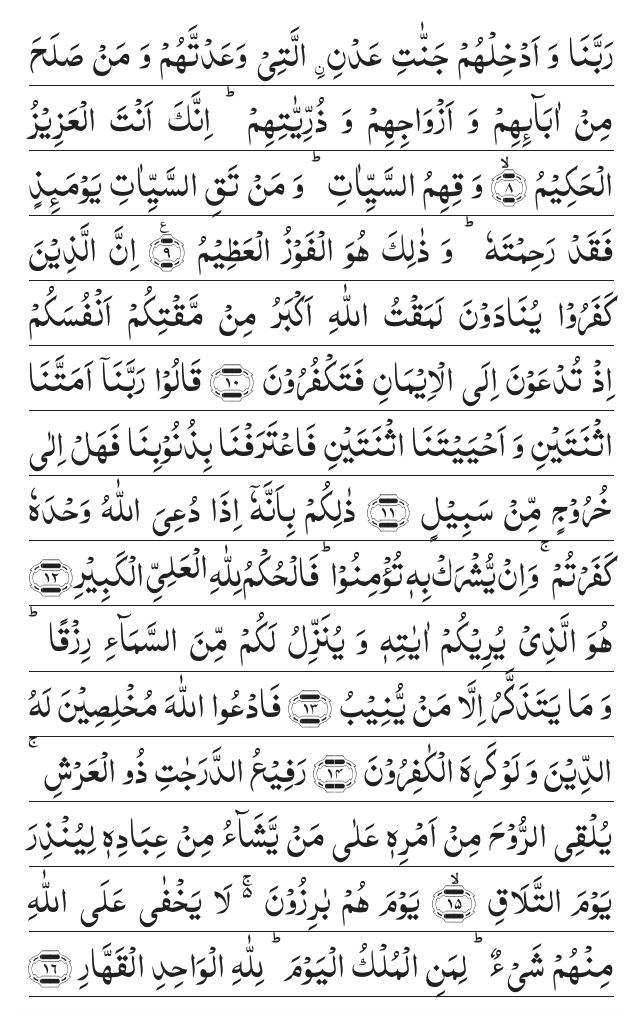 رَبَّنَا وَ اَدۡخِلۡهُمۡ جَنّٰتِ عَدۡنِ ۣ الَّتِىۡ وَعَدْتَّهُمۡ وَ مَنۡ صَلَحَ
مِنۡ اٰبَآٮِٕهِمۡ وَ اَزۡوَاجِهِمۡ وَ ذُرِّيّٰتِهِمۡ ؕ اِنَّكَ اَنۡتَ الۡعَزِيۡزُ
الۡحَكِيۡمُ ۙ‏﴿۸﴾ وَ قِهِمُ السَّيِّاٰتِ ؕ وَ مَنۡ تَقِ السَّيِّاٰتِ يَوۡمَٮِٕذٍ
فَقَدۡ رَحِمۡتَهٗ ؕ وَ ذٰلِكَ هُوَ الۡفَوۡزُ الۡعَظِيۡمُ ﴿۹﴾ع اِنَّ الَّذِيۡنَ
كَفَرُوۡا يُنَادَوۡنَ لَمَقۡتُ اللّٰهِ اَكۡبَرُ مِنۡ مَّقۡتِكُمۡ اَنۡفُسَكُمۡ
اِذۡ تُدۡعَوۡنَ اِلَى الۡاِيۡمَانِ فَتَكۡفُرُوۡنَ ﴿۱۰﴾ قَالُوۡا رَبَّنَاۤ اَمَتَّنَا
اثۡنَتَيۡنِ وَ اَحۡيَيۡتَنَا اثۡنَتَيۡنِ فَاعۡتَرَفۡنَا بِذُنُوۡبِنَا فَهَلۡ اِلٰى
خُرُوۡجٍ مِّنۡ سَبِيۡلٍ ﴿۱۱﴾ ذٰلِكُمۡ بِاَنَّهٗۤ اِذَا دُعِىَ اللّٰهُ وَحۡدَهٗ
كَفَرۡتُمۡ ۚ وَاِنۡ يُّشۡرَكۡ بِهٖ تُؤۡمِنُوۡا ؕ فَالۡحُكۡمُ لِلّٰهِ الۡعَلِىِّ الۡكَبِيۡرِ ﴿۱۲﴾
هُوَ الَّذِىۡ يُرِيۡكُمۡ اٰيٰتِهٖ وَ يُنَزِّلُ لَكُمۡ مِّنَ السَّمَآءِ رِزۡقًا ؕ
وَ مَا يَتَذَكَّرُ اِلَّا مَنۡ يُّنِيۡبُ ﴿۱۳﴾ فَادۡعُوا اللّٰهَ مُخۡلِصِيۡنَ لَهُ
الدِّيۡنَ وَ لَوۡ كَرِهَ الۡكٰفِرُوۡنَ ﴿۱۴﴾ رَفِيۡعُ الدَّرَجٰتِ ذُو الۡعَرۡشِ ۚ
يُلۡقِى الرُّوۡحَ مِنۡ اَمۡرِهٖ عَلٰى مَنۡ يَّشَآءُ مِنۡ عِبَادِهٖ لِيُنۡذِرَ
يَوۡمَ التَّلَاقِ ۙ‏﴿۱۵﴾ يَوۡمَ هُمۡ بٰرِزُوۡنَ ۚ۬ لَا يَخۡفٰى عَلَى اللّٰهِ
مِنۡهُمۡ شَىۡءٌ ؕ لِمَنِ الۡمُلۡكُ الۡيَوۡمَ ؕ لِلّٰهِ الۡوَاحِدِ الۡقَهَّارِ ﴿۱۶﴾